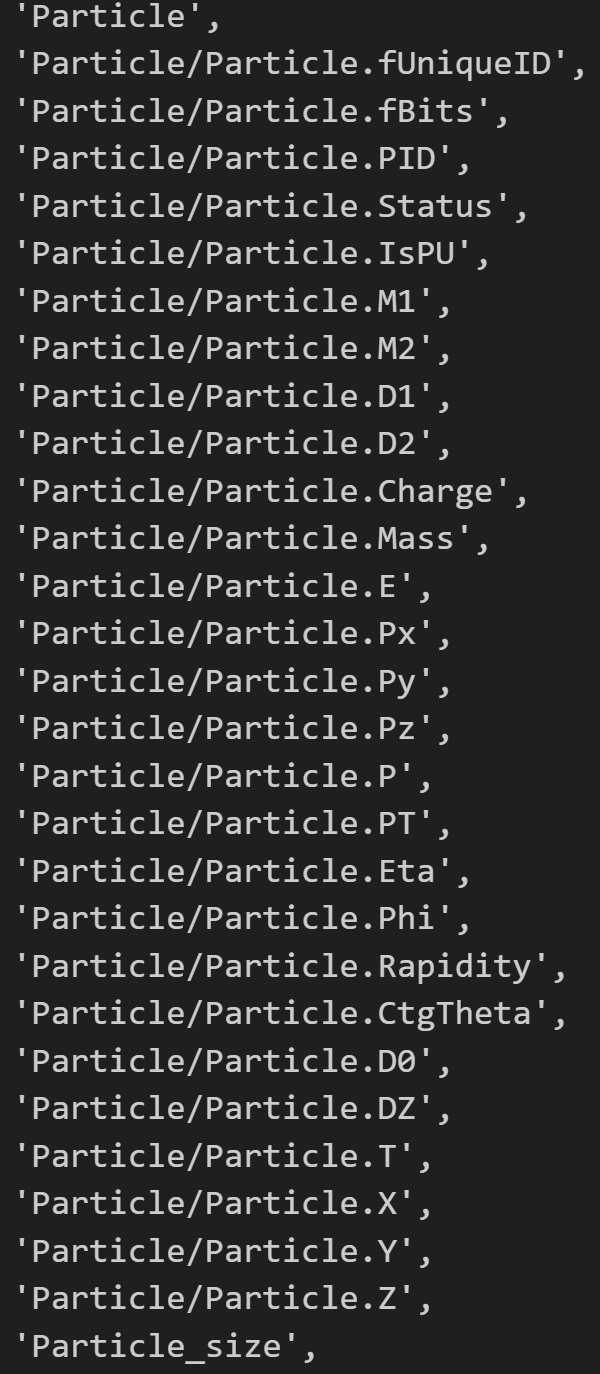 'Particle',
'Particle/Particle.fUniqueID',
'Particle/Particle.fBits',
'Particle/Particle.PID',
'Particle/Particle.Status',
'Particle/Particle.IsPU',
'Particle/Particle.M1',
'Particle/Particle.M2',
'Particle/Particle.D1',
'Particle/Particle.D2',
'Particle/Particle.Charge',
'Particle/Particle.Mass',
'Particle/Particle.E',
'Particle/Particle.Px',
'Particle/Particle.Py',
'Particle/Particle.Pz',
'Particle/Particle.P',
'Particle/Particle.PT',
'Particle/Particle.Eta',
'Particle/Particle.Phi',
'Particle/Particle.Rapidity',
'Particle/Particle.CtgTheta',
'Particle/Particle.D0',
'Particle/Particle.DZ',
'Particle/Particle.T',
'Particle/Particle.X',
'Particle/Particle.Y',
'Particle/Particle.Z',
'Particle_size',